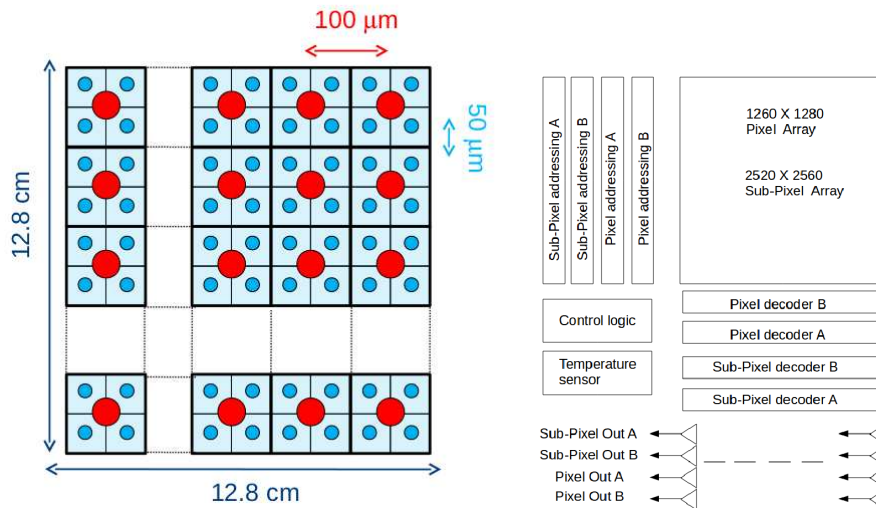 100 μm
50 μm
12.8 cm
12.8 cm
Sub-Pixel addressing A
Sub-Pixel addressing B
Pixel addressing A
Pixel addressing B
1260 X 1280
Pixel Array
2520 X 2560
Sub-Pixel Array
Control logic
Temperature
sensor
Pixel decoder B
Pixel decoder A
Sub-Pixel decoder B
Sub-Pixel decoder A
Sub-Pixel Out A
Sub-Pixel Out B
Pixel Out A
Pixel Out B